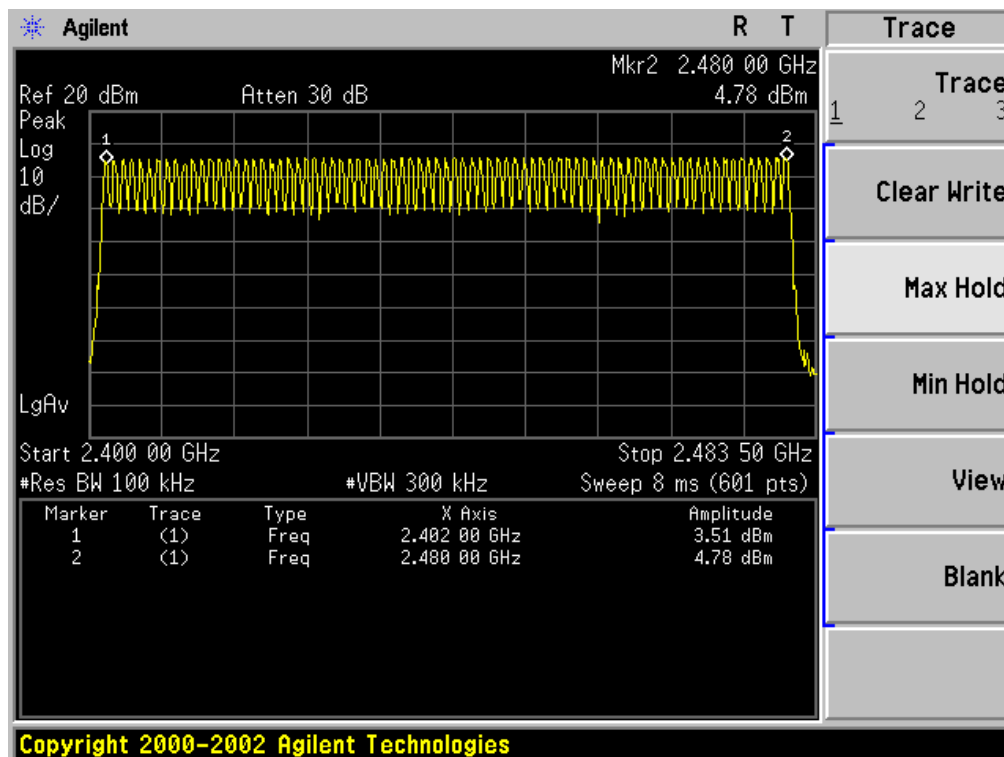 Agilent R T Trace
Mkr2 2.480 00 GHz
Ref 20 dBm Atten 30 dB 4.78 dBm
Peak
Log
10
dB/
1
2
LgAv
Start 2.400 00 GHz Stop 2.483 50 GHz
#Res BW 100 kHz #VBW 300 kHz Sweep 8 ms (601 pts)
Marker Trace Type X Axis Amplitude
1 (1) Freq 2.402 00 GHz 3.51 dBm
2 (1) Freq 2.480 00 GHz 4.78 dBm
Trace
1 2 3
Clear Write
Max Hold
Min Hold
View
Blank
Copyright 2000-2002 Agilent Technologies